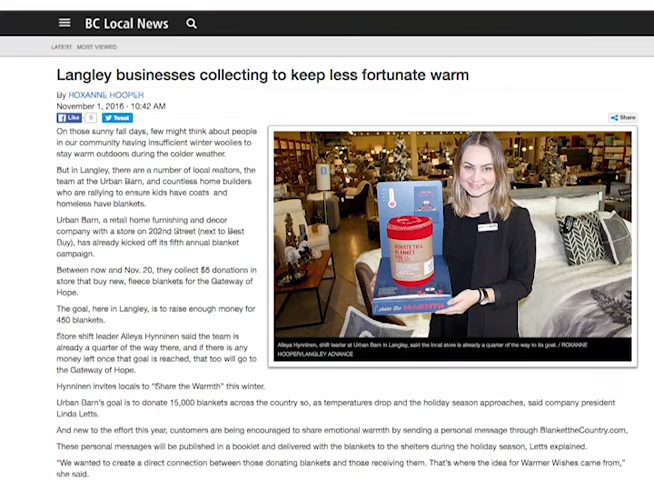 BC Local News
LATEST MOST VIEWED
Langley businesses collecting to keep less fortunate warm
By ROXANNE HOOPER
November 1, 2016 · 10:42 AM
Like 0 Tweet
Share
On those sunny fall days, few might think about people
in our community having insufficient winter woolies to
stay warm outdoors during the colder weather.
But in Langley, there are a number of local realtors, the
team at the Urban Barn, and countless home builders
who are rallying to ensure kids have coats and
homeless have blankets.
Urban Barn, a retail home furnishing and decor
company with a store on 202nd Street (next to Best
Buy), has already kicked off its fifth annual blanket
campaign.
Between now and Nov. 20, they collect $5 donations in
store that buy new, fleece blankets for the Gateway of
Hope.
The goal, here in Langley, is to raise enough money for
450 blankets.
Store shift leader Alleya Hynninen said the team is
already a quarter of the way there, and if there is any
money left once that goal is reached, that too will go to
the Gateway of Hope.
DONATE THIS
BLANKET
FOR $5
share the WARMTH
Alleya Hynninen, shift leader at Urban Barn in Langley, said the local store is already a quarter of the way to its goal. / ROXANNE
HOOPER/LANGLEY ADVANCE
Hynninen invites locals to "Share the Warmth" this winter.
Urban Barn's goal is to donate 15,000 blankets across the country so, as temperatures drop and the holiday season approaches, said company president
Linda Letts.
And new to the effort this year, customers are being encouraged to share emotional warmth by sending a personal message through BlankettheCountry.com,
These personal messages will be published in a booklet and delivered with the blankets to the shelters during the holiday season, Letts explained.
"We wanted to create a direct connection between those donating blankets and those receiving them. That's where the idea for Warmer Wishes came from,"
she said.